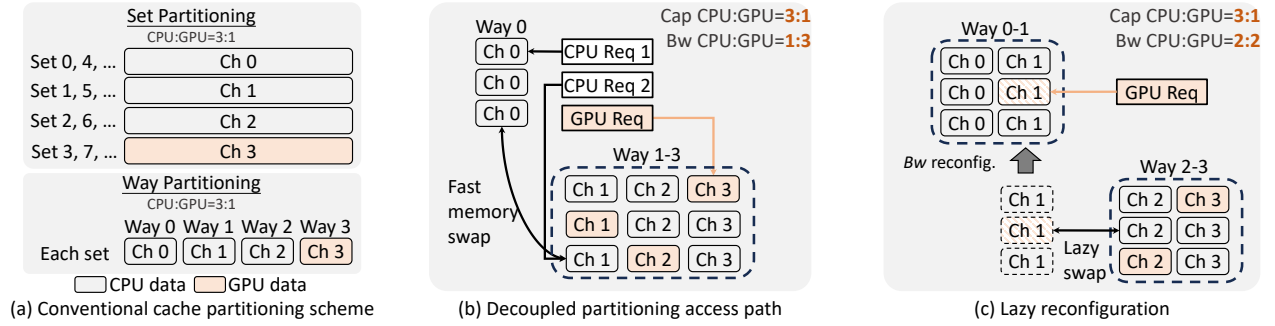 Set Partitioning
CPU:GPU=3:1
Set 0, 4, ... Ch 0
Set 1, 5, ... Ch 1
Set 2, 6, ... Ch 2
Set 3, 7, ... Ch 3
Way Partitioning
CPU:GPU=3:1
Way 0 Way 1 Way 2 Way 3
Each set Ch 0 Ch 1 Ch 2 Ch 3
CPU data GPU data
(a) Conventional cache partitioning scheme
Cap CPU:GPU=3:1
Bw CPU:GPU=1:3
Way 0
Ch 0 CPU Req 1
Ch 0 CPU Req 2
Ch 0 GPU Req
Way 1-3
Fast
memory
swap
Ch 1 Ch 2 Ch 3
Ch 1 Ch 2 Ch 3
Ch 1 Ch 2 Ch 3
(b) Decoupled partitioning access path
Cap CPU:GPU=3:1
Bw CPU:GPU=2:2
Way 0-1
Ch 0 Ch 1
Ch 0 Ch 1 GPU Req
Ch 0 Ch 1
Bw reconfig.
Way 2-3
Ch 1 Ch 2 Ch 3
Ch 1 Ch 2 Ch 3
Ch 1 Ch 2 Ch 3
Lazy
swap
(c) Lazy reconfiguration